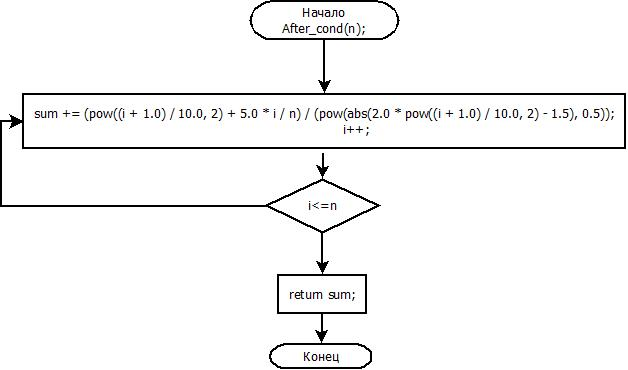 Начало
After_cond(n);
sum += (pow((i + 1.0) / 10.0, 2) + 5.0 * i / n) / (pow(abs(2.0 * pow((i + 1.0) / 10.0, 2) - 1.5), 0.5));
i++;
i<=n
return sum;
Конец